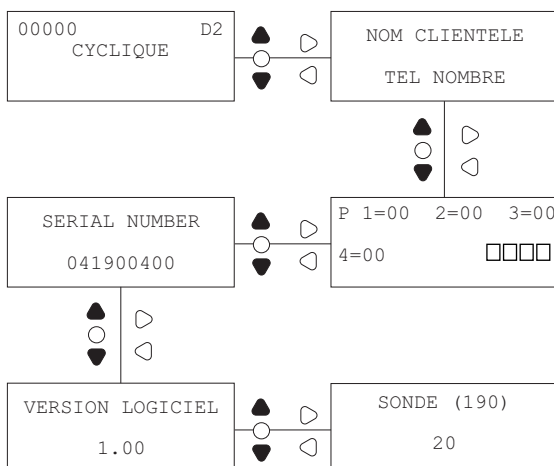 00000 D2
CYCLIQUE
NOM CLIENTELE
TEL NOMBRE
SERIAL NUMBER
041900400
P 1=00 2=00 3=00
4=00
VERSION LOGICIEL
1.00
SONDE (190)
20